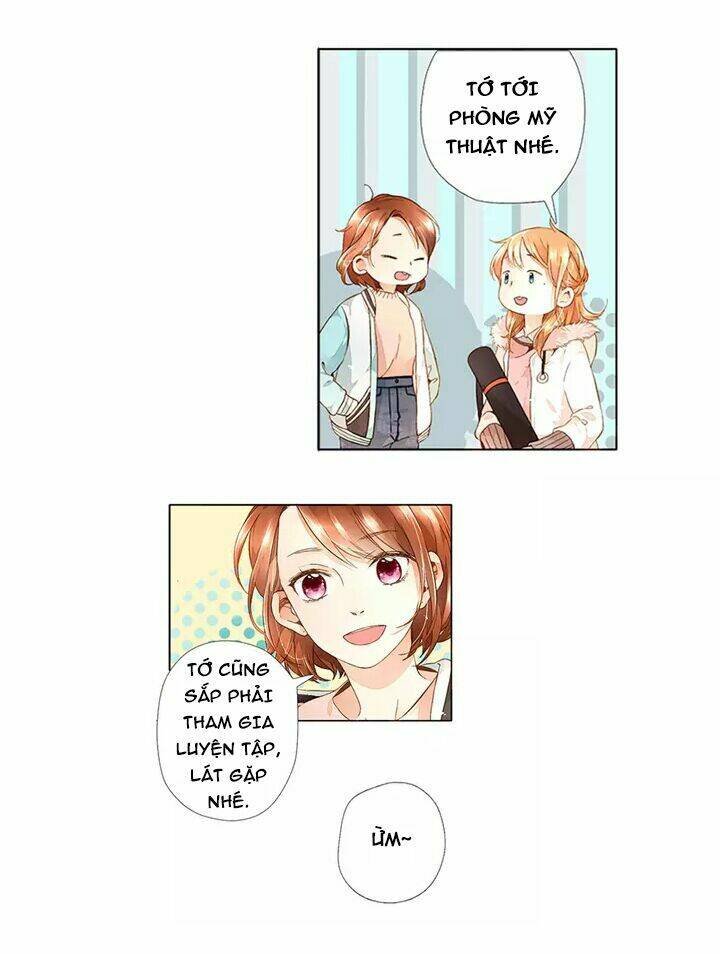 TỚ TỚI
PHÒNG MỸ
THUẬT NHÉ.
TỚ CŨNG
SẮP PHẢI
THAM GIA
LUYỆN TẬP,
LÁT GẶP
NHÉ.
ỪM~